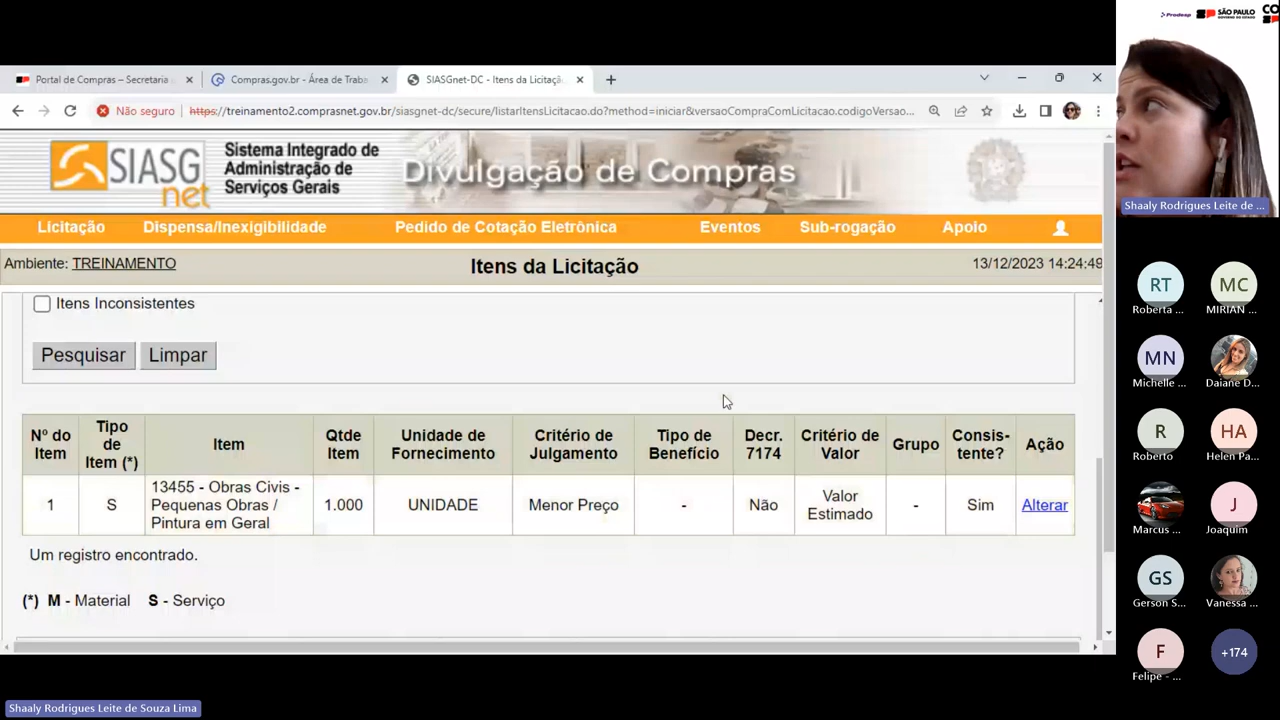 Prodesp SÃO PAULO GOVERNO DO ESTADO CO
Portal de Compras – Secretaria
Compras.gov.br - Área de Traba
SIASGnet-DC - Itens da Licitaçã
Não seguro
https://treinamento2.comprasnet.gov.br/siasgnet-dc/secure/listarItensLicitacao.do?method=iniciar&versaoCompraComLicitacao.codigoVersao...
SIASG net
Sistema Integrado de
Administração de
Serviços Gerais
Divulgação de Compras
Licitação Dispensa/Inexigibilidade Pedido de Cotação Eletrônica Eventos Sub-rogação Apoio
Ambiente: TREINAMENTO
Itens da Licitação
13/12/2023 14:24:49
Itens Inconsistentes
Pesquisar Limpar
Nº do Item Tipo de Item (*) Item Qtde Item Unidade de Fornecimento Critério de Julgamento Tipo de Benefício Decr. 7174 Critério de Valor Grupo Consis-tente? Ação
1 S 13455 - Obras Civis - Pequenas Obras / Pintura em Geral 1.000 UNIDADE Menor Preço - Não Valor Estimado - Sim Alterar
Um registro encontrado.
(*) M - Material S - Serviço
Shaaly Rodrigues Leite de ...
RT MC
Roberta ... MIRIAN ...
MN
Michelle ... Daiane D...
R HA
Roberto Helen Pa...
J
Marcus ... Joaquim
GS
Gerson S... Vanessa ...
F +174
Felipe - ...
Shaaly Rodrigues Leite de Souza Lima